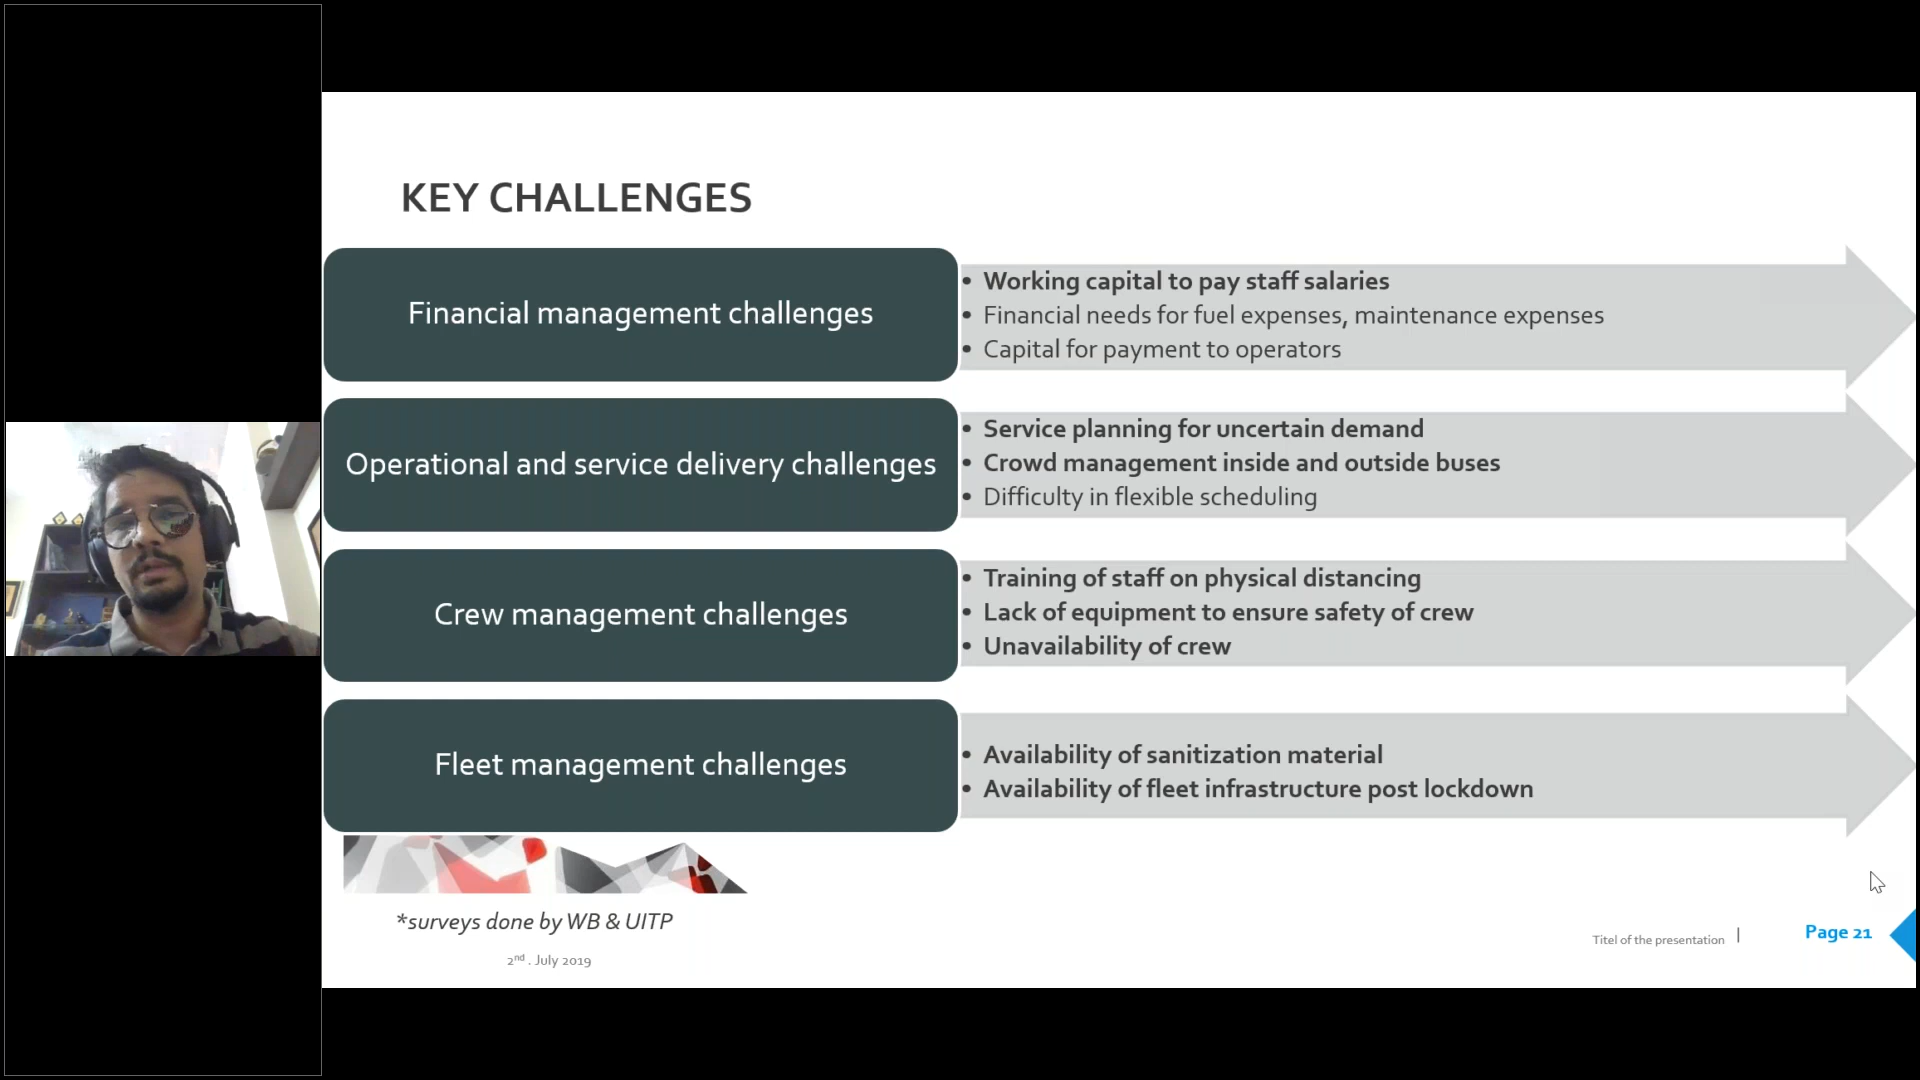 KEY CHALLENGES
Financial management challenges
• Working capital to pay staff salaries
• Financial needs for fuel expenses, maintenance expenses
• Capital for payment to operators
Operational and service delivery challenges
• Service planning for uncertain demand
• Crowd management inside and outside buses
• Difficulty in flexible scheduling
Crew management challenges
• Training of staff on physical distancing
• Lack of equipment to ensure safety of crew
• Unavailability of crew
Fleet management challenges
• Availability of sanitization material
• Availability of fleet infrastructure post lockdown
*surveys done by WB & UITP
2nd . July 2019
Titel of the presentation |
Page 21